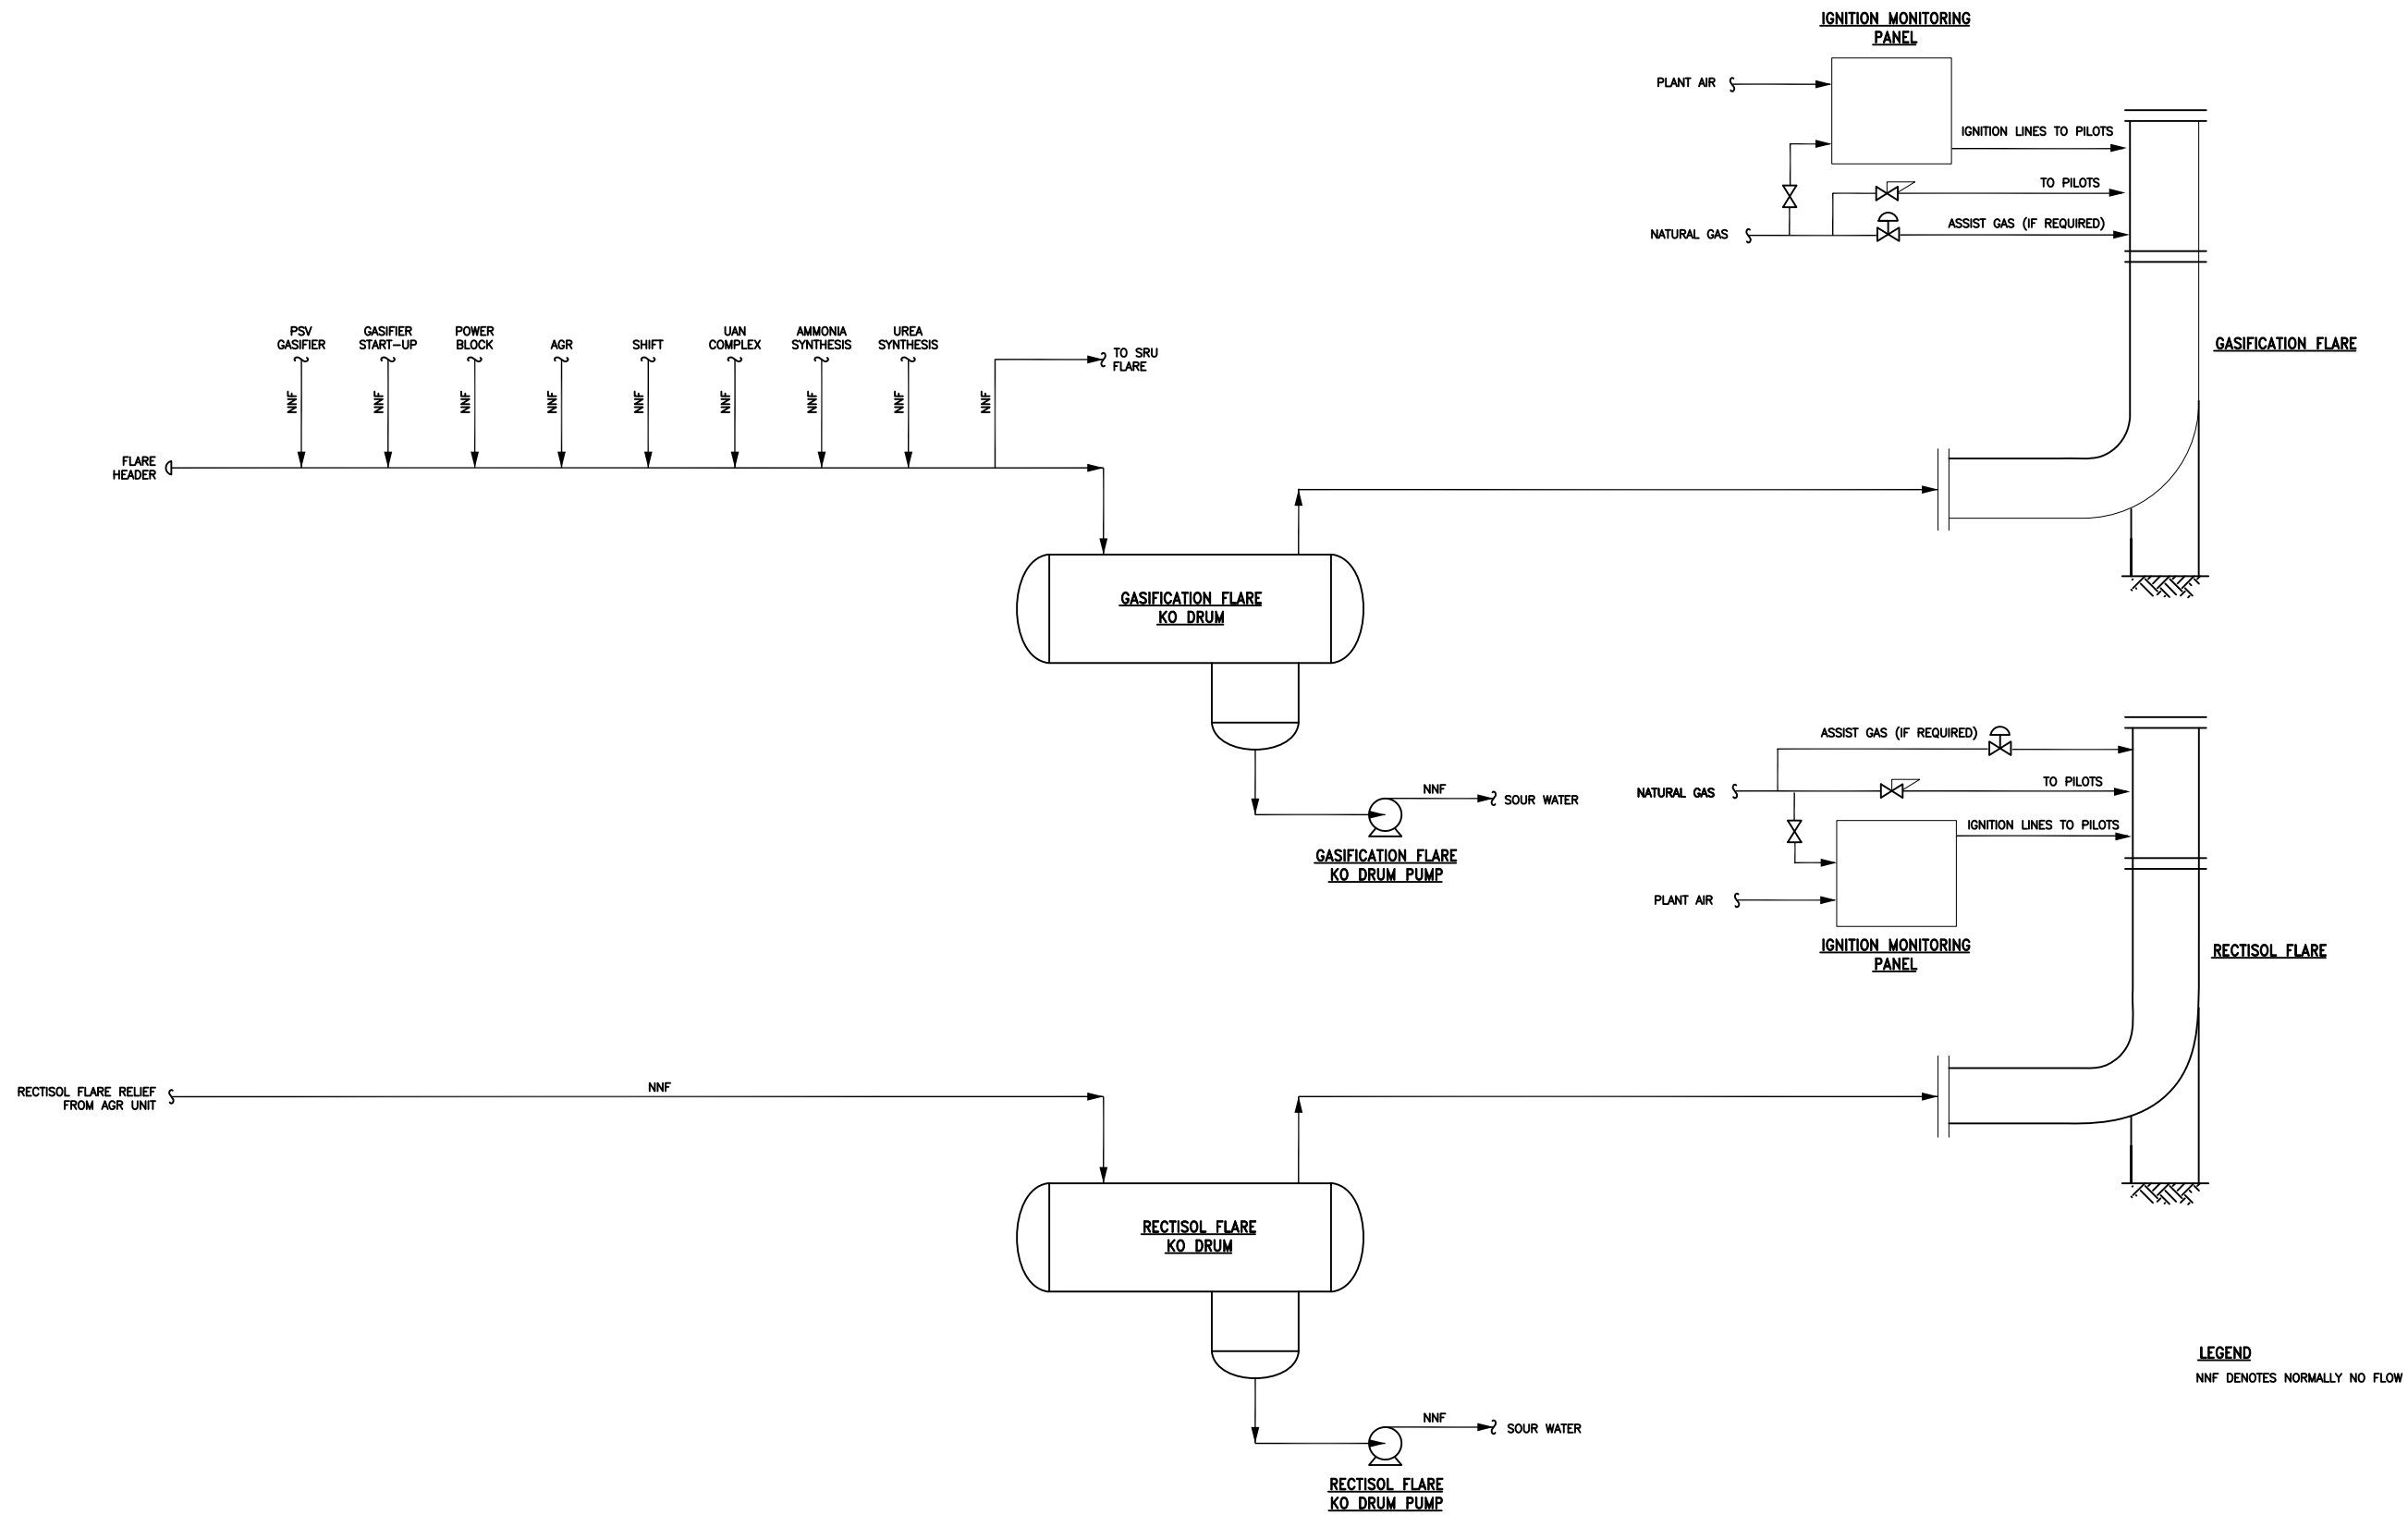 IGNITION MONITORING
PANEL
PLANT AIR
IGNITION LINES TO PILOTS
TO PILOTS
ASSIST GAS (IF REQUIRED)
NATURAL GAS
PSV
GASIFIER
GASIFIER
START-UP
POWER
BLOCK
AGR
SHIFT
UAN
COMPLEX
AMMONIA
SYNTHESIS
UREA
SYNTHESIS
TO SRU
FLARE
GASIFICATION FLARE
NNF
NNF
NNF
NNF
NNF
NNF
NNF
NNF
NNF
FLARE
HEADER
GASIFICATION FLARE
KO DRUM
ASSIST GAS (IF REQUIRED)
TO PILOTS
NATURAL GAS
NNF
SOUR WATER
IGNITION LINES TO PILOTS
GASIFICATION FLARE
KO DRUM PUMP
PLANT AIR
IGNITION MONITORING
PANEL
RECTISOL FLARE
RECTISOL FLARE RELIEF
FROM AGR UNIT
NNF
RECTISOL FLARE
KO DRUM
LEGEND
NNF DENOTES NORMALLY NO FLOW
NNF
SOUR WATER
RECTISOL FLARE
KO DRUM PUMP